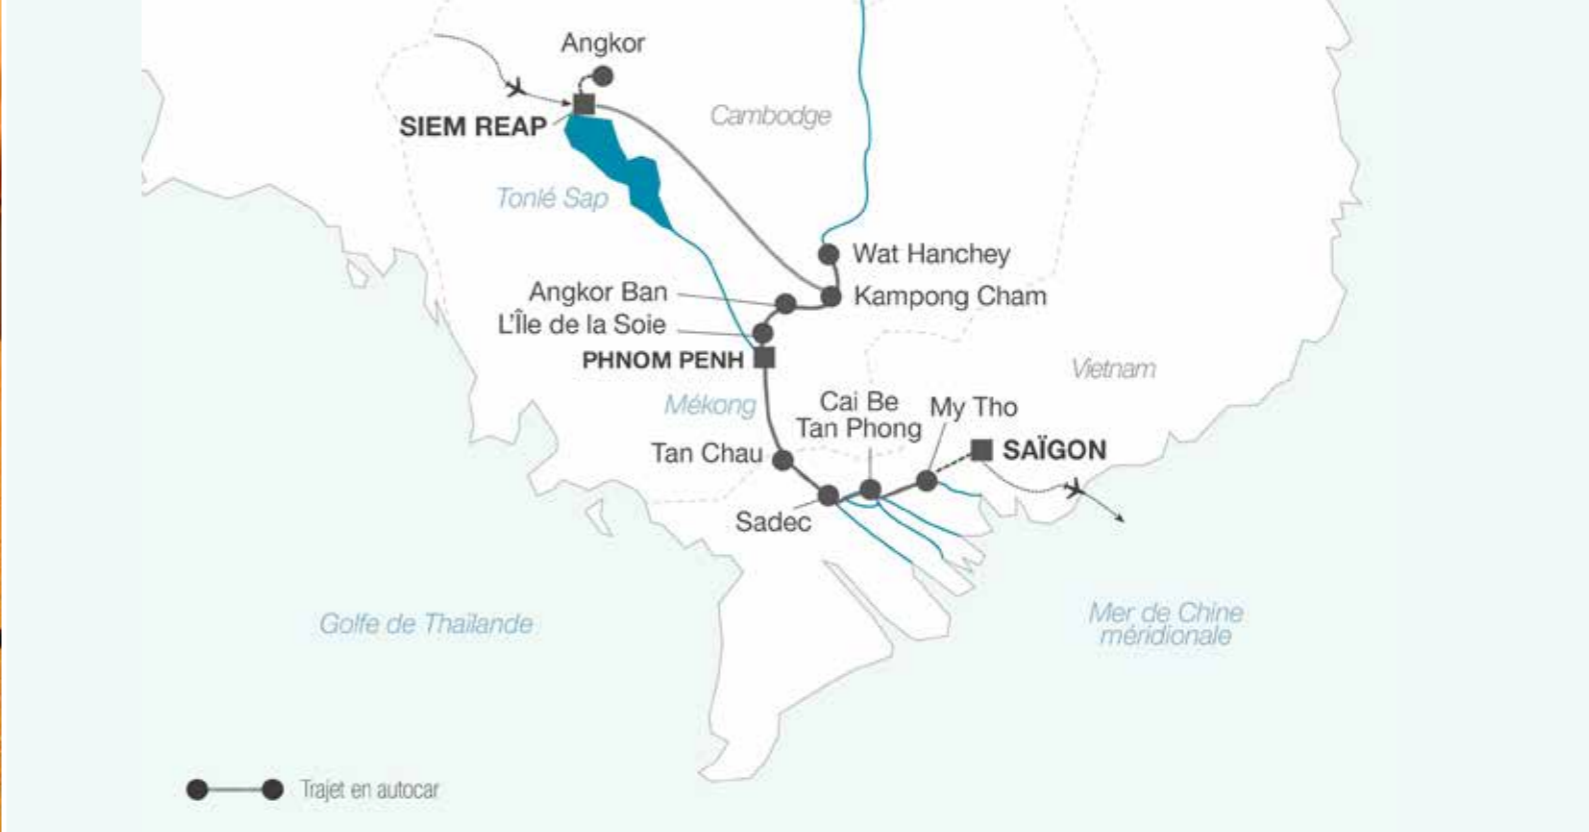 Angkor
Cambodge
SIEM REAP
Tonlé Sap
Wat Hanchey
Angkor Ban
Kampong Cham
L'Île de la Soie
PHNOM PENH
Vietnam
Mékong
Cai Be
Tan Phong
My Tho
Tan Chau
SAÏGON
Sadec
Golfe de Thaïlande
Mer de Chine
méridionale
Trajet en autocar